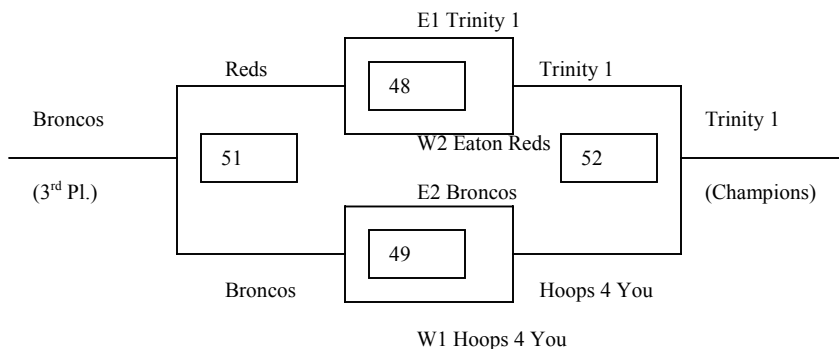 E1 Trinity 1
Reds
48
Trinity 1
Broncos
Trinity 1
51
W2 Eaton Reds
52
(3rd Pl.)
E2 Broncos
(Champions)
49
Broncos
Hoops 4 You
W1 Hoops 4 You